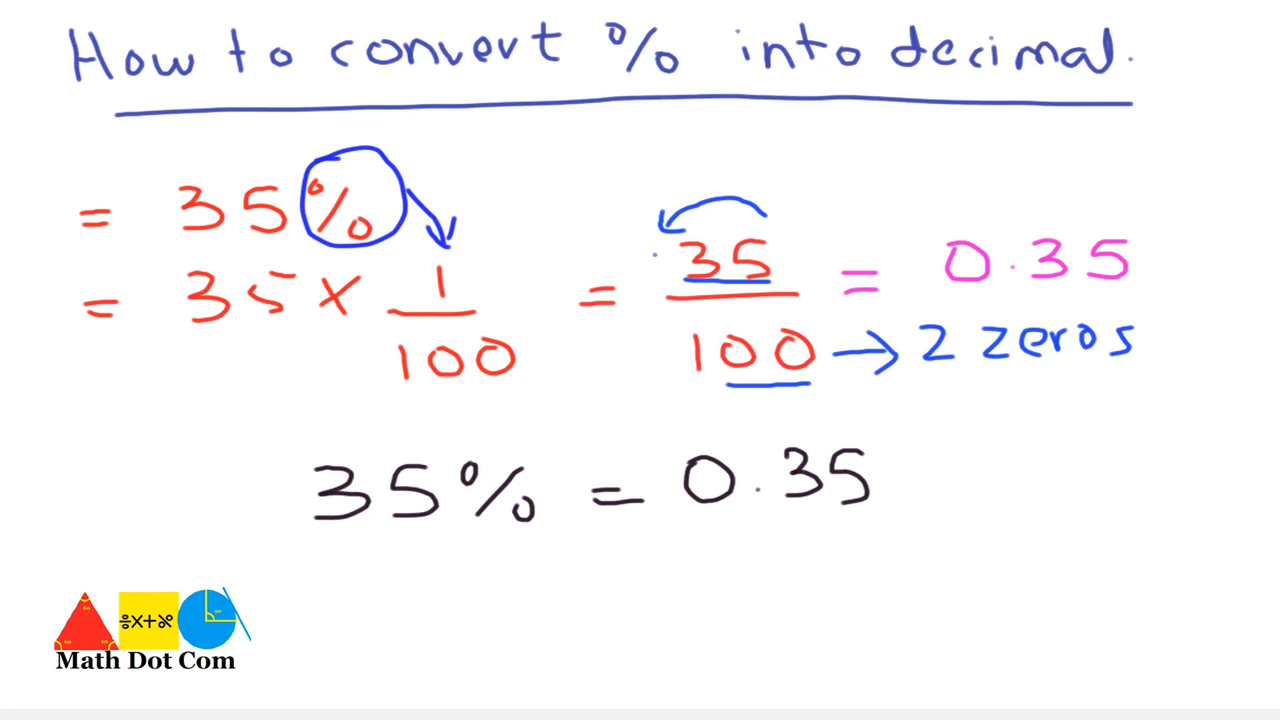 How to convert % into decimal.
= 35%
= 35 × 1/100 = 35/100 = 0.35
→ 2 zeros
35% = 0.35
÷×+%
Math Dot Com